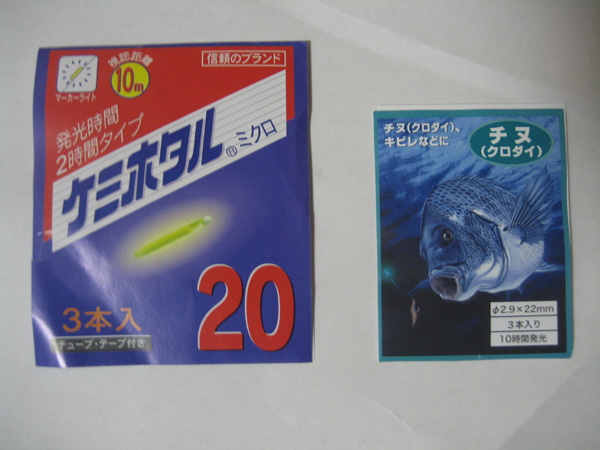 マーカーライト
視認距離
10m
信頼のブランド
発光時間
2時間タイプ
ケミホタル®ミクロ
20
3本入
チューブ・テープ付き
チヌ(クロダイ)、
キビレなどに
チヌ
(クロダイ)
φ2.9×22mm
3本入り
10時間発光